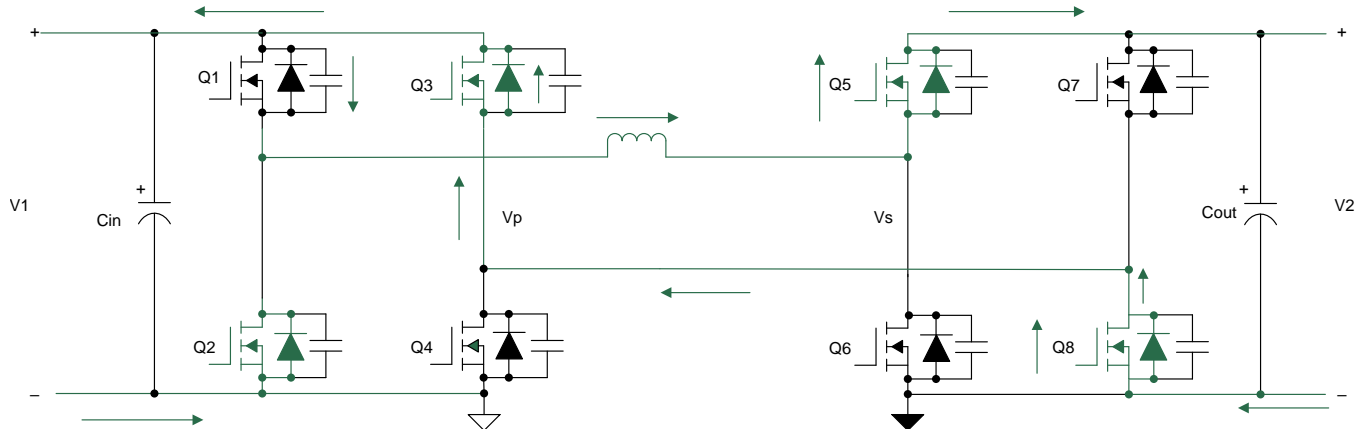 +
+
Q1
Q3
Q5
Q7
V1
+
Cin
Vp
Vs
+
Cout
V2
Q2
Q4
Q6
Q8
–
–